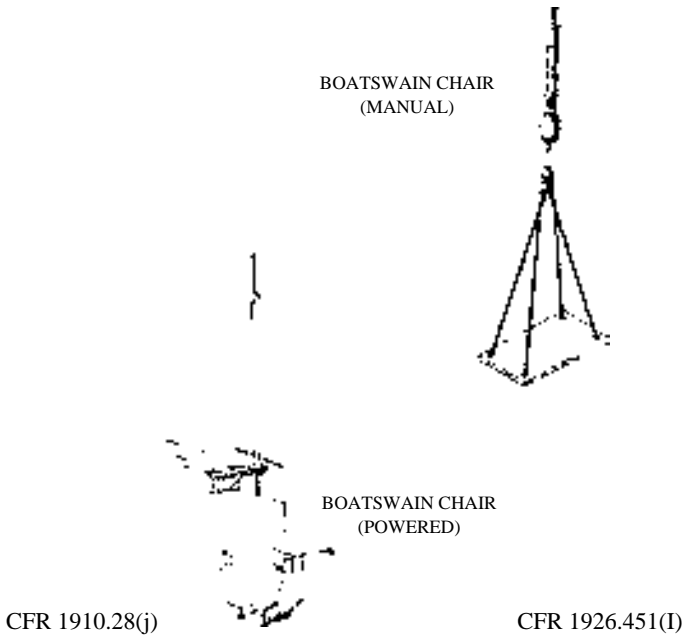 BOATSWAIN CHAIR
(MANUAL)
BOATSWAIN CHAIR
(POWERED)
CFR 1910.28(j)
CFR 1926.451(I)